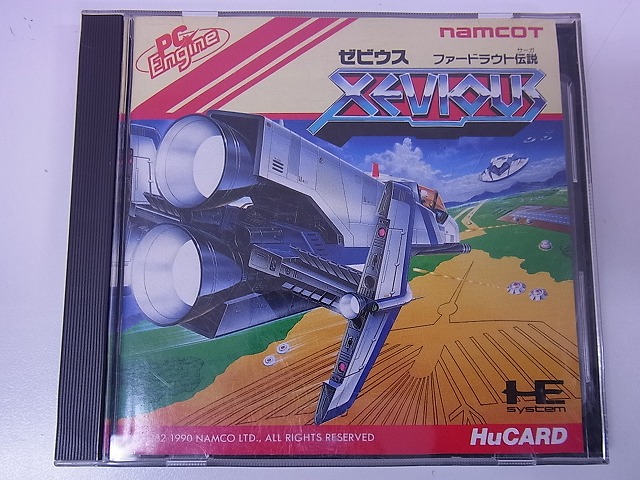 PC Engine
namcoT
ゼビウス ファードラウト伝説
サーガ
XEVIOUS
HE
system
1990 NAMCO LTD., ALL RIGHTS RESERVED
HuCARD